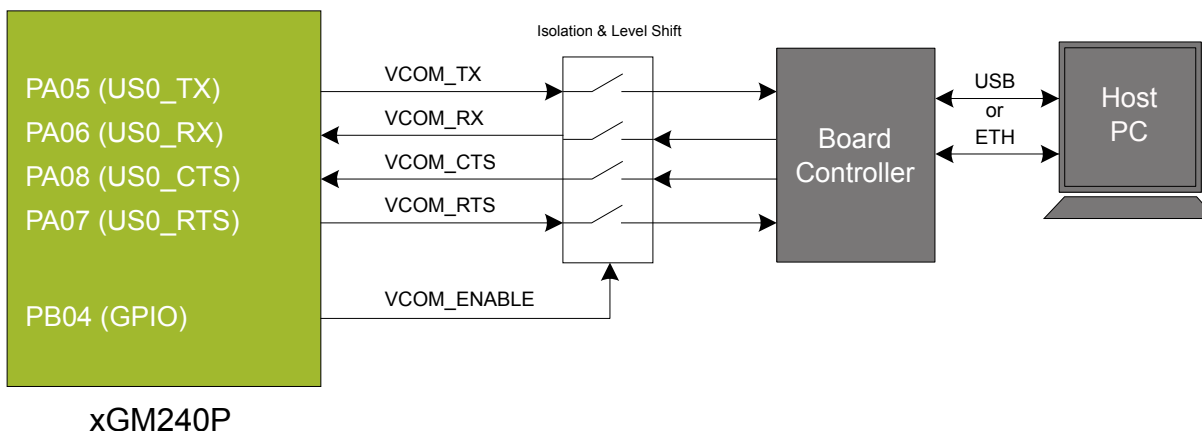 Isolation & Level Shift
PA05 (US0_TX)
PA06 (US0_RX)
PA08 (US0_CTS)
PA07 (US0_RTS)
PB04 (GPIO)
xGM240P
VCOM_TX
VCOM_RX
VCOM_CTS
VCOM_RTS
VCOM_ENABLE
Board
Controller
USB
or
ETH
Host
PC